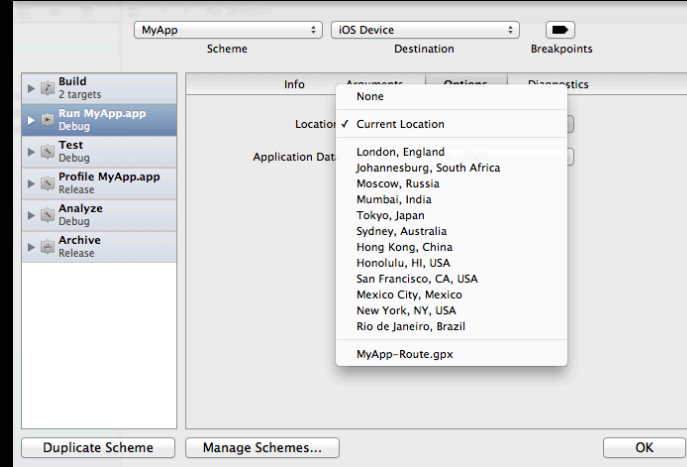 MyApp
iOS Device
Scheme
Destination
Breakpoints
Build
2 targets
Run MyApp.app
Debug
Test
Debug
Profile MyApp.app
Release
Analyze
Debug
Archive
Release
Info
Arguments
Options
Diagnostics
Location
Application Dat
None
✓ Current Location
London, England
Johannesburg, South Africa
Moscow, Russia
Mumbai, India
Tokyo, Japan
Sydney, Australia
Hong Kong, China
Honolulu, HI, USA
San Francisco, CA, USA
Mexico City, Mexico
New York, NY, USA
Rio de Janeiro, Brazil
MyApp-Route.gpx
Duplicate Scheme
Manage Schemes...
OK